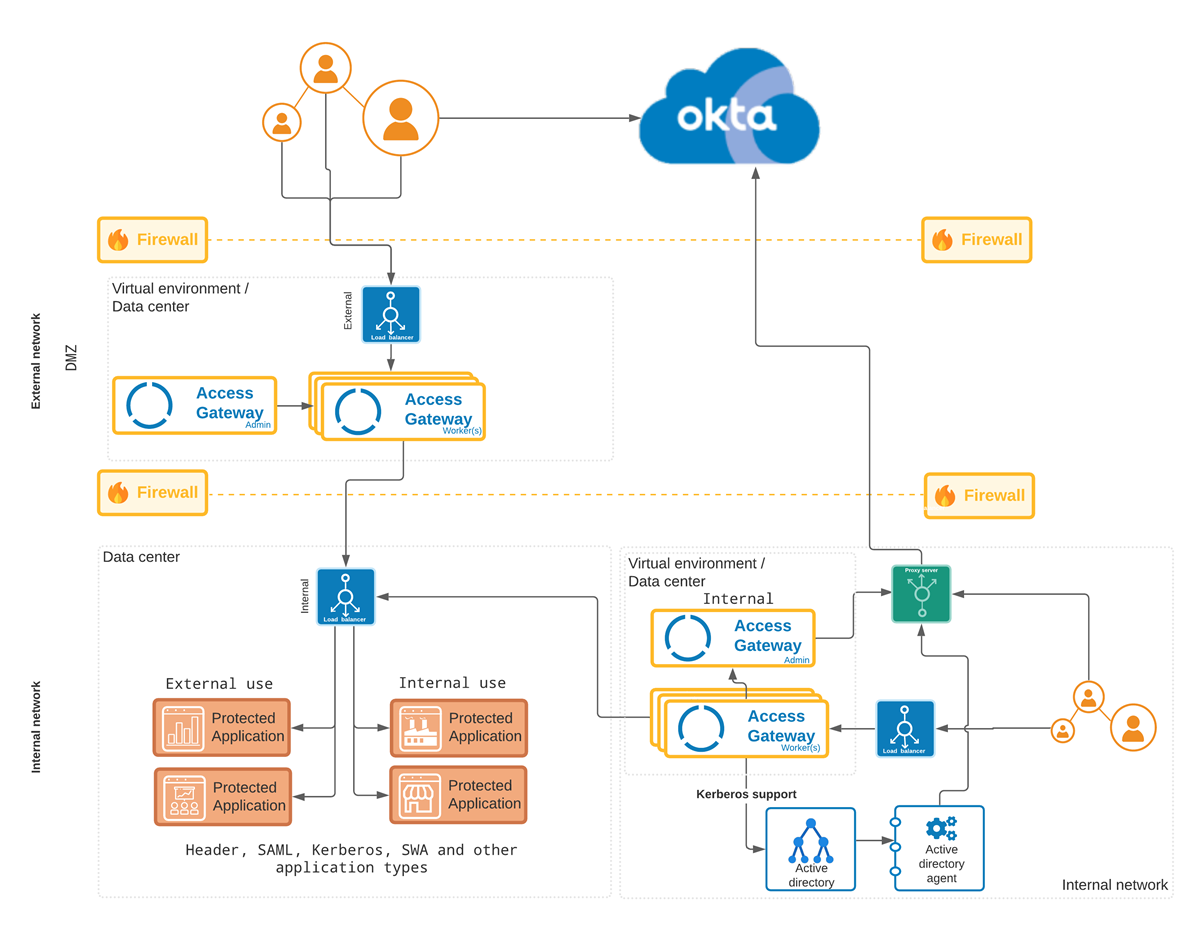 okta
Firewall
Firewall
Virtual environment /
Data center
External
Load balancer
External network
DMZ
Access
Gateway
Admin
Access
Gateway
Worker(s)
Firewall
Firewall
Data center
Internal
Load balancer
External use
Internal use
Protected
Application
Protected
Application
Protected
Application
Protected
Application
Header, SAML, Kerberos, SWA and other
application types
Internal network
Virtual environment /
Data center
Internal
Access
Gateway
Admin
Proxy server
Access
Gateway
Worker(s)
Load balancer
Kerberos support
Active
directory
Active
directory
agent
Internal network